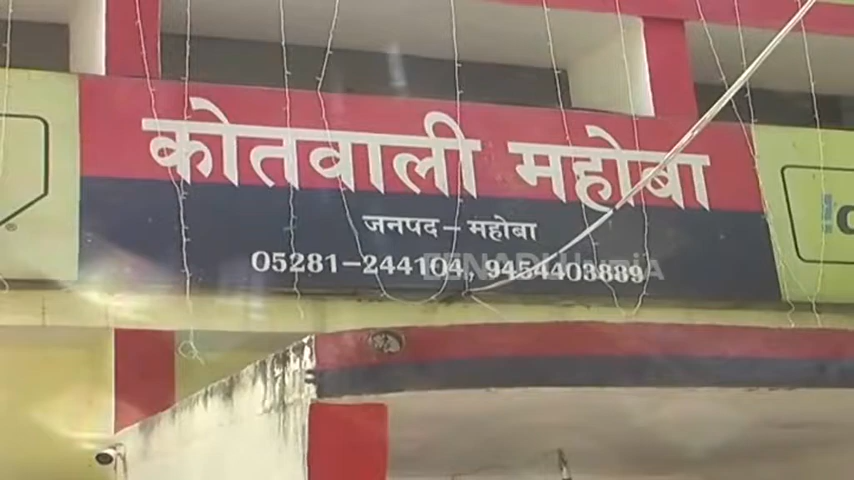 कोतवाली महोबा
जनपद - महोबा
05281-244104, 9454403889